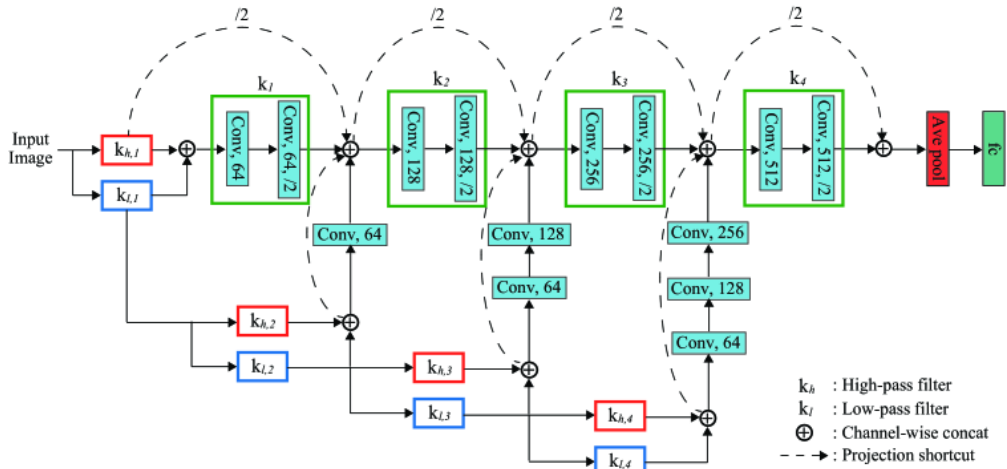 /2 /2 /2 /2
k1 k2 k3 k4
Input
Image
kh,1
kl,1
Conv, 64
Conv, 64, /2
Conv, 128
Conv, 128, /2
Conv, 256
Conv, 256, /2
Conv, 512
Conv, 512, /2
Ave pool
fc
Conv, 64
Conv, 128
Conv, 256
Conv, 64
Conv, 128
Conv, 64
kh,2
kl,2
kh,3
kl,3
kh,4
kl,4
kh : High-pass filter
kl : Low-pass filter
⊕ : Channel-wise concat
: Projection shortcut